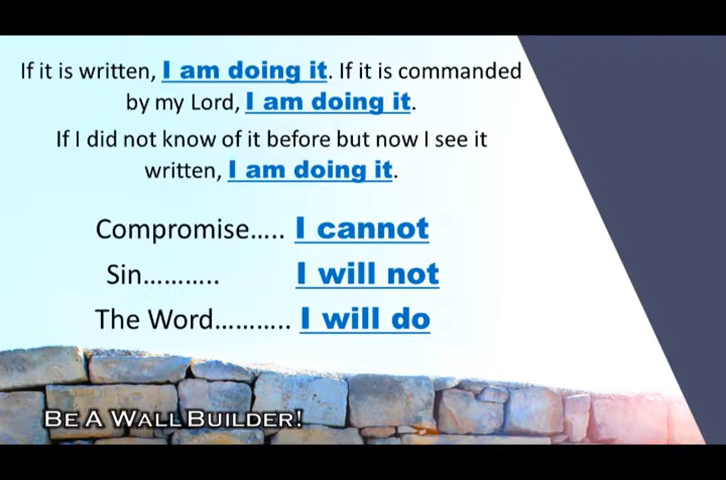 If it is written, I am doing it. If it is commanded
by my Lord, I am doing it.
If I did not know of it before but now I see it
written, I am doing it.
Compromise….. I cannot
Sin……….. I will not
The Word……….. I will do
BE A WALL BUILDER!